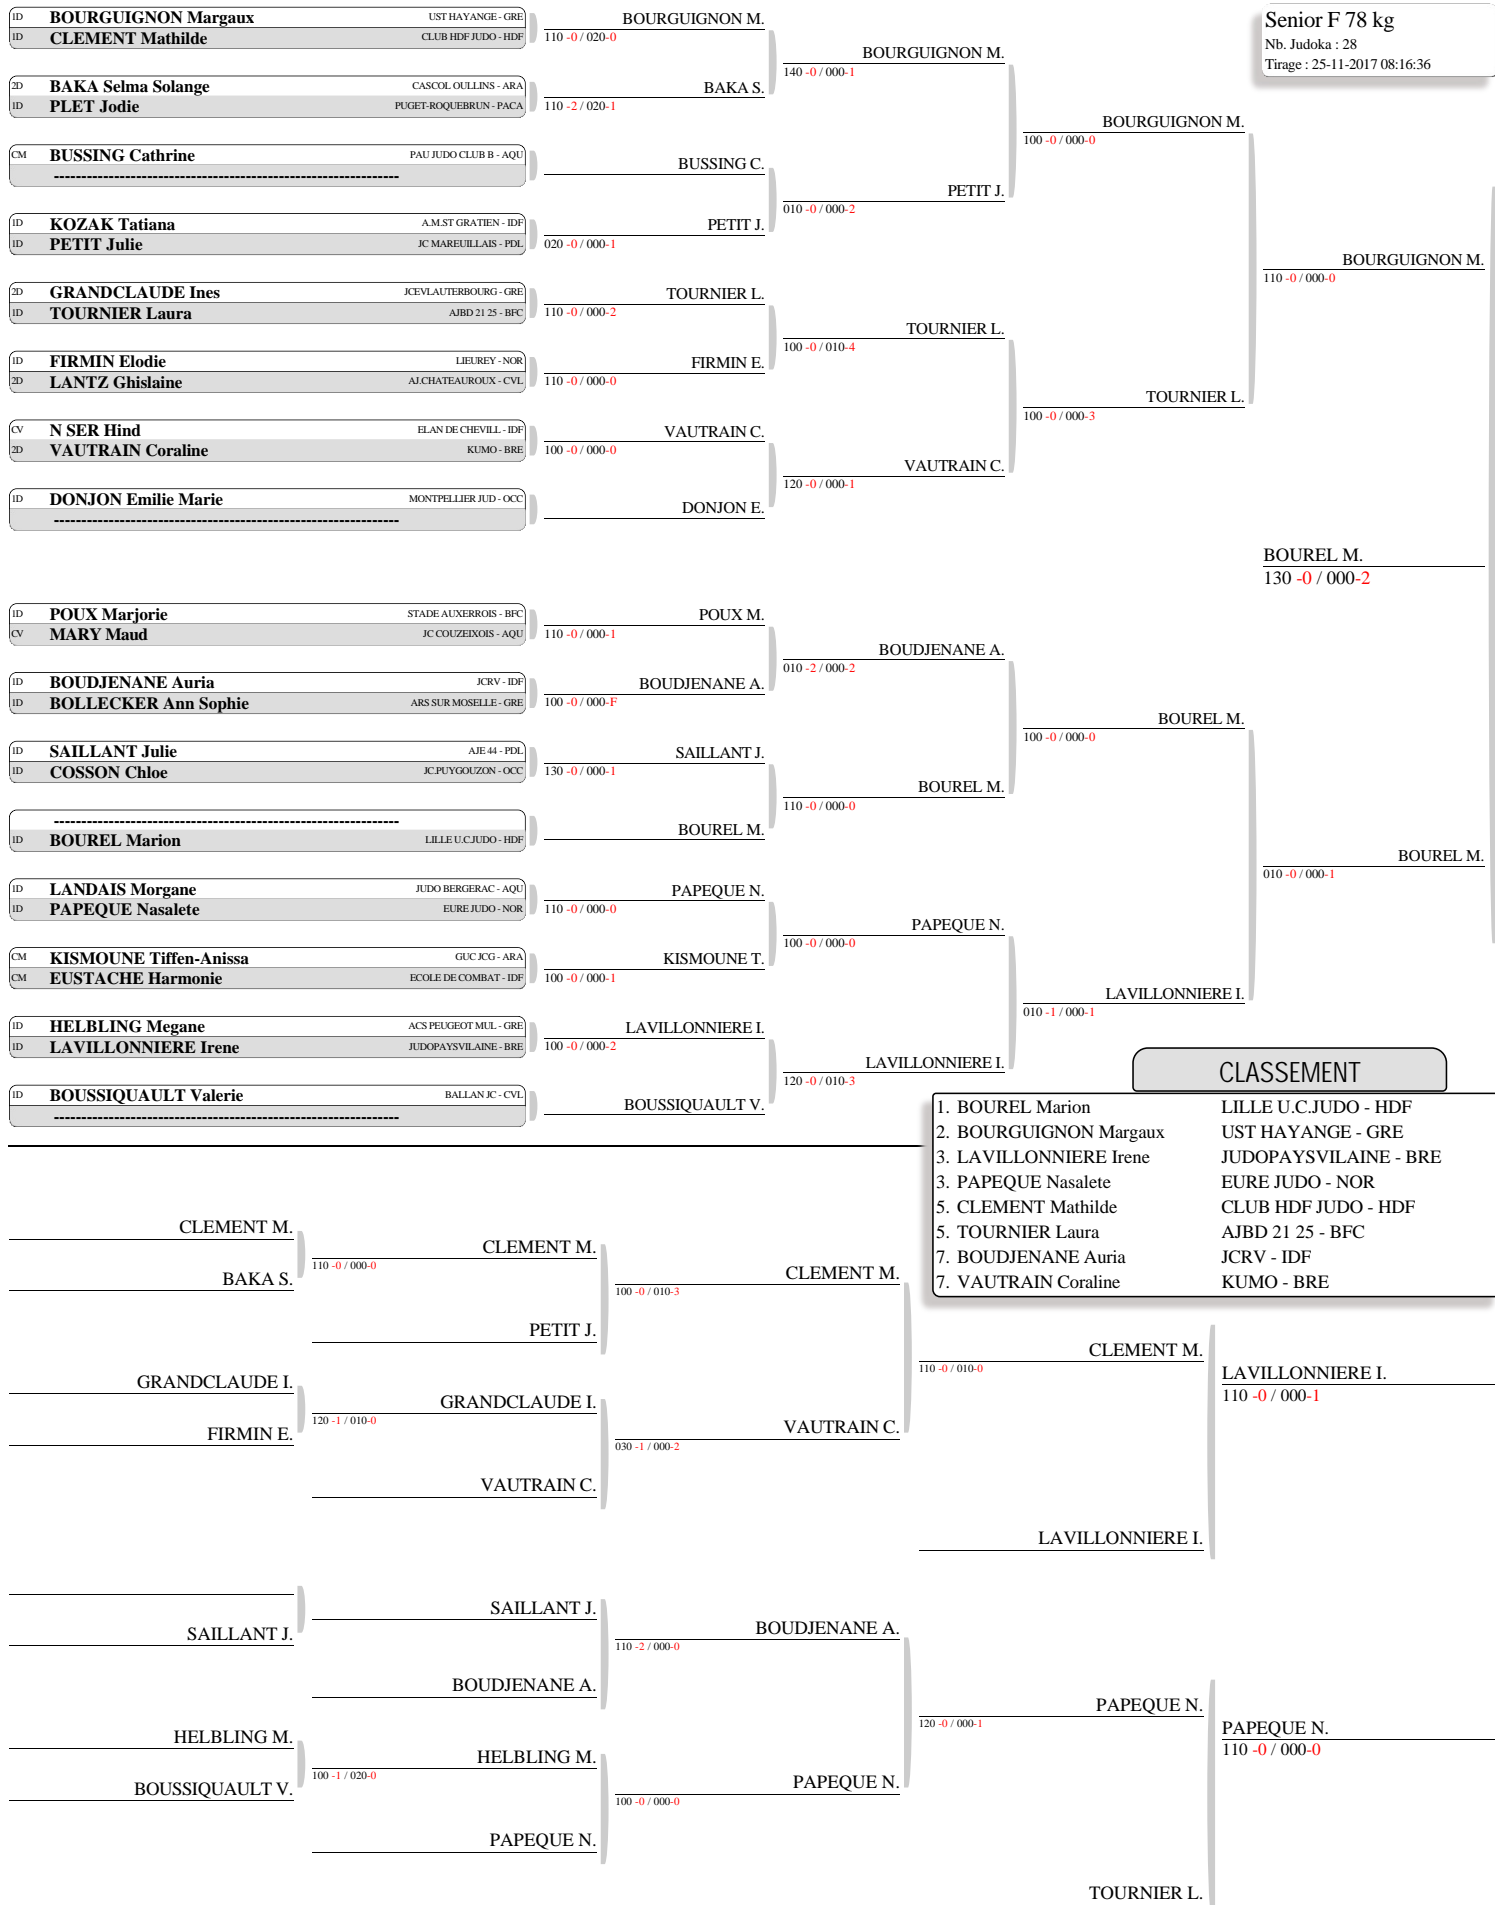 Senior F 78 kg
Nb. Judoka : 28
Tirage : 25-11-2017 08:16:36
1D BOURGUIGNON Margaux UST HAYANGE - GRE
1D CLEMENT Mathilde CLUB HDF JUDO - HDF
2D BAKA Selma Solange CASCOL OULLINS - ARA
1D PLET Jodie PUGET-ROQUEBRUN - PACA
CM BUSSING Cathrine PAU JUDO CLUB B - AQU
----------------------------------------------------------------
1D KOZAK Tatiana A.M.ST GRATIEN - IDF
1D PETIT Julie JC MAREUILLAIS - PDL
2D GRANDCLAUDE Ines JCEVLAUTERBOURG - GRE
1D TOURNIER Laura AJBD 21 25 - BFC
1D FIRMIN Elodie LIEUREY - NOR
2D LANTZ Ghislaine AJ.CHATEAUROUX - CVL
CV N SER Hind ELAN DE CHEVILL - IDF
2D VAUTRAIN Coraline KUMO - BRE
1D DONJON Emilie Marie MONTPELLIER JUD - OCC
----------------------------------------------------------------
1D POUX Marjorie STADE AUXERROIS - BFC
CV MARY Maud JC COUZEIXOIS - AQU
1D BOUDJENANE Auria JCRV - IDF
1D BOLLECKER Ann Sophie ARS SUR MOSELLE - GRE
1D SAILLANT Julie AJE 44 - PDL
1D COSSON Chloe JC.PUYGOUZON - OCC
----------------------------------------------------------------
1D BOUREL Marion LILLE U.C.JUDO - HDF
1D LANDAIS Morgane JUDO BERGERAC - AQU
1D PAPEQUE Nasalete EURE JUDO - NOR
CM KISMOUNE Tiffen-Anissa GUC JCG - ARA
CM EUSTACHE Harmonie ECOLE DE COMBAT - IDF
1D HELBLING Megane ACS PEUGEOT MUL - GRE
1D LAVILLONNIERE Irene JUDOPAYSVILAINE - BRE
1D BOUSSIQUAULT Valerie BALLAN JC - CVL
----------------------------------------------------------------
BOURGUIGNON M.
110 -0 / 020-0
BAKA S.
110 -2 / 020-1
BUSSING C.
PETIT J.
020 -0 / 000-1
TOURNIER L.
110 -0 / 000-2
FIRMIN E.
110 -0 / 000-0
VAUTRAIN C.
100 -0 / 000-0
DONJON E.
POUX M.
110 -0 / 000-1
BOUDJENANE A.
100 -0 / 000-F
SAILLANT J.
130 -0 / 000-1
BOUREL M.
PAPEQUE N.
110 -0 / 000-0
KISMOUNE T.
100 -0 / 000-1
LAVILLONNIERE I.
100 -0 / 000-2
BOUSSIQUAULT V.
BOURGUIGNON M.
140 -0 / 000-1
PETIT J.
010 -0 / 000-2
TOURNIER L.
100 -0 / 010-4
VAUTRAIN C.
120 -0 / 000-1
BOUDJENANE A.
010 -2 / 000-2
BOUREL M.
110 -0 / 000-0
PAPEQUE N.
100 -0 / 000-0
LAVILLONNIERE I.
120 -0 / 010-3
BOURGUIGNON M.
100 -0 / 000-0
TOURNIER L.
100 -0 / 000-3
BOUREL M.
100 -0 / 000-0
LAVILLONNIERE I.
010 -1 / 000-1
BOURGUIGNON M.
110 -0 / 000-0
BOUREL M.
010 -0 / 000-1
BOUREL M.
130 -0 / 000-2
CLASSEMENT
1. BOUREL Marion LILLE U.C.JUDO - HDF
2. BOURGUIGNON Margaux UST HAYANGE - GRE
3. LAVILLONNIERE Irene JUDOPAYSVILAINE - BRE
3. PAPEQUE Nasalete EURE JUDO - NOR
5. CLEMENT Mathilde CLUB HDF JUDO - HDF
5. TOURNIER Laura AJBD 21 25 - BFC
7. BOUDJENANE Auria JCRV - IDF
7. VAUTRAIN Coraline KUMO - BRE
CLEMENT M.
BAKA S.
GRANDCLAUDE I.
FIRMIN E.
SAILLANT J.
HELBLING M.
BOUSSIQUAULT V.
CLEMENT M.
110 -0 / 000-0
PETIT J.
GRANDCLAUDE I.
120 -1 / 010-0
VAUTRAIN C.
SAILLANT J.
BOUDJENANE A.
HELBLING M.
100 -1 / 020-0
PAPEQUE N.
CLEMENT M.
100 -0 / 010-3
VAUTRAIN C.
030 -1 / 000-2
BOUDJENANE A.
110 -2 / 000-0
PAPEQUE N.
100 -0 / 000-0
CLEMENT M.
110 -0 / 010-0
LAVILLONNIERE I.
PAPEQUE N.
120 -0 / 000-1
TOURNIER L.
LAVILLONNIERE I.
110 -0 / 000-1
PAPEQUE N.
110 -0 / 000-0